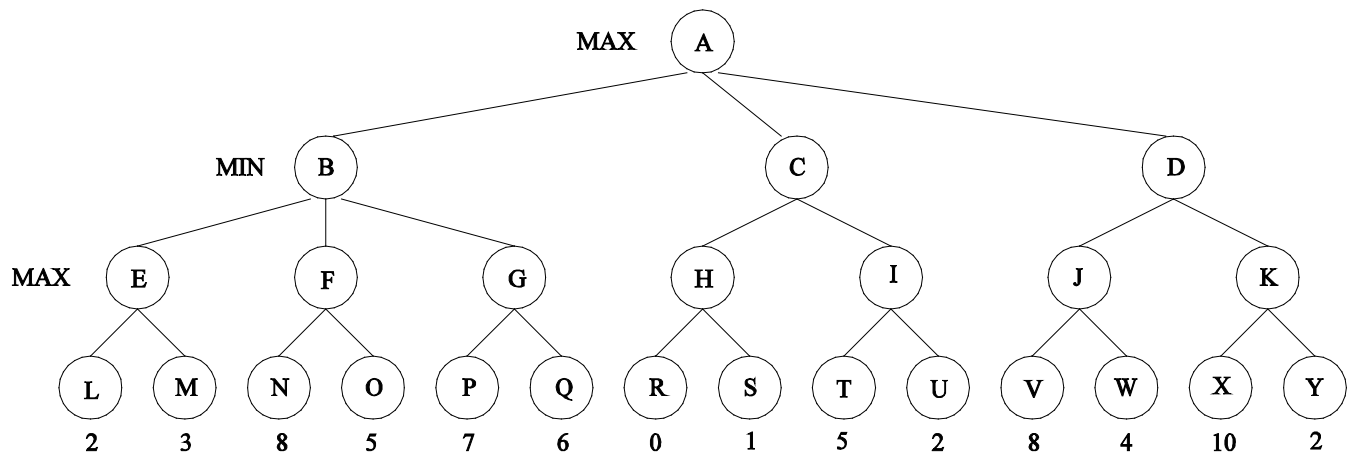 MAX A
MIN B C D
MAX E F G H I J K
L M N O P Q R S T U V W X Y
2 3 8 5 7 6 0 1 5 2 8 4 10 2